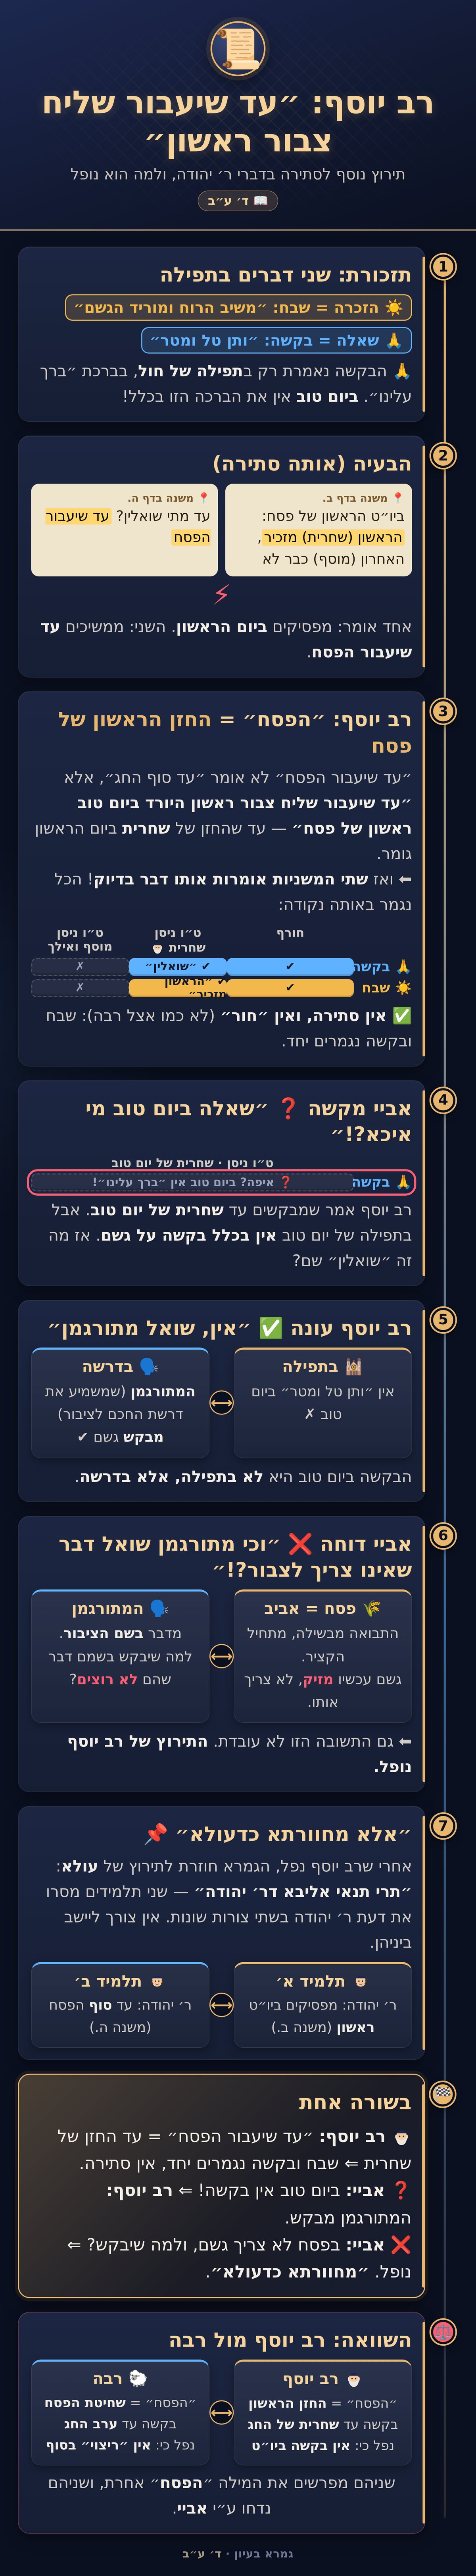 רב יוסף: ״עד שיעבור שליח
צבור ראשון״
תירוץ נוסף לסתירה בדברי ר׳ יהודה, ולמה הוא נופל
📖 ד׳ ע״ב
1
תזכורת: שני דברים בתפילה
☀️ הזכרה = שבח: ״משיב הרוח ומוריד הגשם״
🙏 שאלה = בקשה: ״ותן טל ומטר״
🙏 הבקשה נאמרת רק בתפילה של חול, בברכת ״ברך
עלינו״. ביום טוב אין את הברכה הזו בכלל!
2
הבעיה (אותה סתירה)
📍 משנה בדף ב.
ביו״ט הראשון של פסח:
הראשון (שחרית) מזכיר,
האחרון (מוסף) כבר לא
📍 משנה בדף ה.
עד מתי שואלין? עד שיעבור
הפסח
⚡
אחד אומר: מפסיקים ביום הראשון. השני: ממשיכים עד
שיעבור הפסח.
3
רב יוסף: ״הפסח״ = החזן הראשון של
פסח
״עד שיעבור הפסח״ לא אומר ״עד סוף החג״, אלא
״עד שיעבור שליח צבור ראשון היורד ביום טוב
ראשון של פסח״ — עד שהחזן של שחרית ביום הראשון
גומר.
⬅ ואז שתי המשניות אומרות אותו דבר בדיוק! הכל
נגמר באותה נקודה:
חורף
ט״ו ניסן
שחרית
ט״ו ניסן
מוסף ואילך
🙏 בקשה
✔
✔ ״שואלין״
✗
☀️ שבח
✔
✔ ״הראשון
מזכיר״
✗
✅ אין סתירה, ואין ״חור״ (לא כמו אצל רבה): שבח
ובקשה נגמרים יחד.
4
אביי מקשה ❓ ״שאלה ביום טוב מי
איכא?!״
ט״ו ניסן · שחרית של יום טוב
🙏 בקשה
❓ איפה? ביום טוב אין ״ברך עלינו״!
רב יוסף אמר שמבקשים עד שחרית של יום טוב. אבל
בתפילה של יום טוב אין בכלל בקשה על גשם. אז מה
זה ״שואלין״ שם?
5
רב יוסף עונה ✅ ״אין, שואל מתורגמן״
🕍 בתפילה
אין ״ותן טל ומטר״ ביום
טוב ✗
🗣️ בדרשה
המתורגמן (שמשמיע את
דרשת החכם לציבור)
מבקש גשם ✔
הבקשה ביום טוב היא לא בתפילה, אלא בדרשה.
6
אביי דוחה ❌ ״וכי מתורגמן שואל דבר
שאינו צריך לצבור?!״
🌾 פסח = אביב
התבואה מבשילה, מתחיל
הקציר.
גשם עכשיו מזיק, לא צריך
אותו.
🗣️ המתורגמן
מדבר בשם הציבור.
למה שיבקש בשמם דבר
שהם לא רוצים?
⬅ גם התשובה הזו לא עובדת. התירוץ של רב יוסף
נופל.
7
״אלא מחוורתא כדעולא״ 📌
אחרי שרב יוסף נפל, הגמרא חוזרת לתירוץ של עולא:
״תרי תנאי אליבא דר׳ יהודה״ — שני תלמידים מסרו
את דעת ר׳ יהודה בשתי צורות שונות. אין צורך ליישב
ביניהן.
תלמיד א׳
ר׳ יהודה: מפסיקים ביו״ט
ראשון (משנה ב.)
תלמיד ב׳
ר׳ יהודה: עד סוף הפסח
(משנה ה.)
בשורה אחת
רב יוסף: ״עד שיעבור הפסח״ = עד החזן של
שחרית ⇐ שבח ובקשה נגמרים יחד, אין סתירה.
❓ אביי: ביום טוב אין בקשה! ⇐ רב יוסף:
המתורגמן מבקש.
❌ אביי: בפסח לא צריך גשם, ולמה שיבקש? ⇐
נופל. ״מחוורתא כדעולא״.
השוואה: רב יוסף מול רבה
רב יוסף
״הפסח״ = החזן הראשון
בקשה עד שחרית של החג
נפל כי: אין בקשה ביו״ט
🐑 רבה
״הפסח״ = שחיטת הפסח
בקשה עד ערב החג
נפל כי: אין ״ריצוי״ בסוף
שניהם מפרשים את המילה ״הפסח״ אחרת, ושניהם
נדחו ע״י אביי.
גמרא בעיון · ד׳ ע״ב